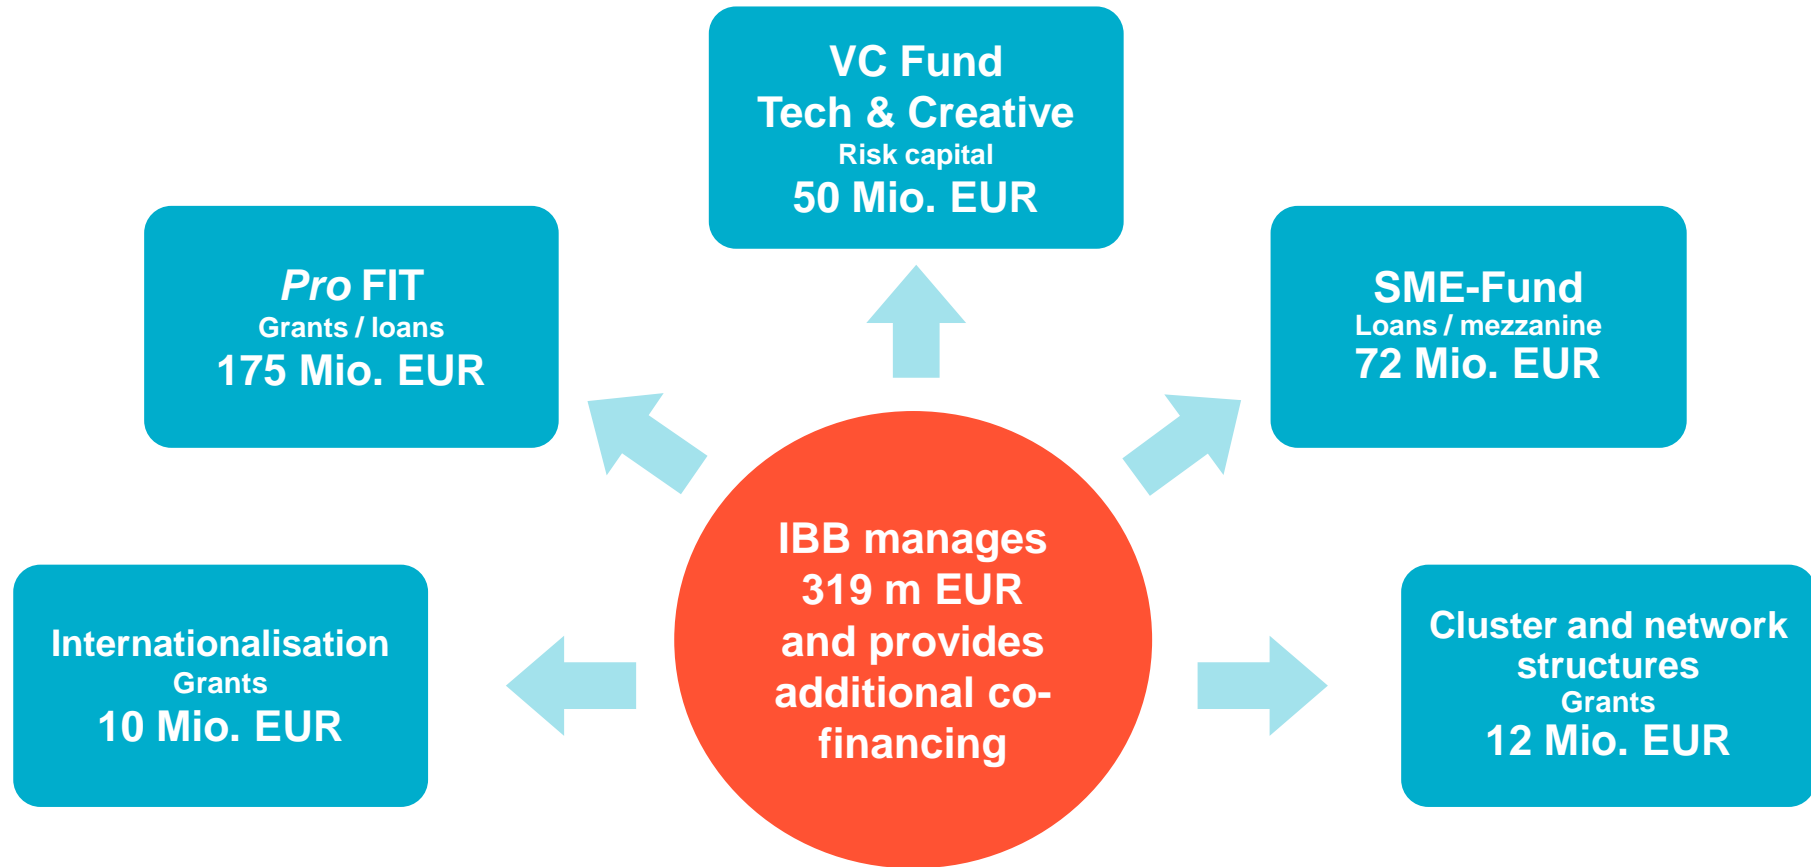 VC Fund
Tech & Creative
Risk capital
50 Mio. EUR
Pro FIT
Grants / loans
175 Mio. EUR
SME-Fund
Loans / mezzanine
72 Mio. EUR
IBB manages
319 m EUR
and provides
additional co-
financing
Internationalisation
Grants
10 Mio. EUR
Cluster and network
structures
Grants
12 Mio. EUR